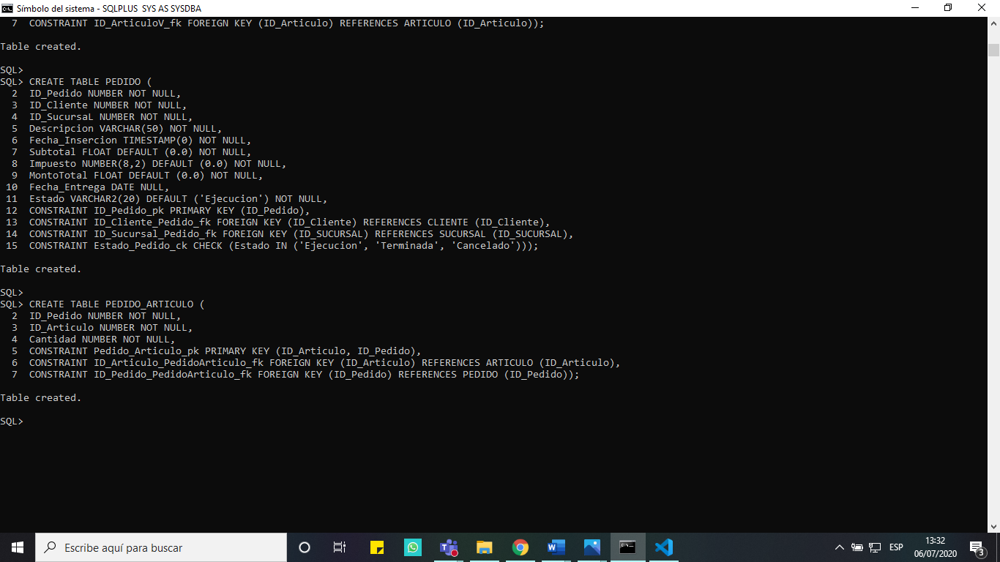 Símbolo del sistema - SQLPLUS  SYS AS SYSDBA
  7  CONSTRAINT ID_ArticuloV_fk FOREIGN KEY (ID_Articulo) REFERENCES ARTICULO (ID_Articulo));
Table created.
SQL>
SQL> CREATE TABLE PEDIDO (
  2  ID_Pedido NUMBER NOT NULL,
  3  ID_Cliente NUMBER NOT NULL,
  4  ID_SucursaL NUMBER NOT NULL,
  5  Descripcion VARCHAR(50) NOT NULL,
  6  Fecha_Insercion TIMESTAMP(0) NOT NULL,
  7  Subtotal FLOAT DEFAULT (0.0) NOT NULL,
  8  Impuesto NUMBER(8,2) DEFAULT (0.0) NOT NULL,
  9  MontoTotal FLOAT DEFAULT (0.0) NOT NULL,
 10  Fecha_Entrega DATE NULL,
 11  Estado VARCHAR2(20) DEFAULT ('Ejecucion') NOT NULL,
 12  CONSTRAINT ID_Pedido_pk PRIMARY KEY (ID_Pedido),
 13  CONSTRAINT ID_Cliente_Pedido_fk FOREIGN KEY (ID_Cliente) REFERENCES CLIENTE (ID_Cliente),
 14  CONSTRAINT ID_Sucursal_Pedido_fk FOREIGN KEY (ID_SUCURSAL) REFERENCES SUCURSAL (ID_SUCURSAL),
 15  CONSTRAINT Estado_Pedido_ck CHECK (Estado IN ('Ejecucion', 'Terminada', 'Cancelado')));
Table created.
SQL>
SQL> CREATE TABLE PEDIDO_ARTICULO (
  2  ID_Pedido NUMBER NOT NULL,
  3  ID_Articulo NUMBER NOT NULL,
  4  Cantidad NUMBER NOT NULL,
  5  CONSTRAINT Pedido_Articulo_pk PRIMARY KEY (ID_Articulo, ID_Pedido),
  6  CONSTRAINT ID_Articulo_PedidoArticulo_fk FOREIGN KEY (ID_Articulo) REFERENCES ARTICULO (ID_Articulo),
  7  CONSTRAINT ID_Pedido_PedidoArticulo_fk FOREIGN KEY (ID_Pedido) REFERENCES PEDIDO (ID_Pedido));
Table created.
SQL>
Escribe aquí para buscar
ESP
13:32
06/07/2020
3